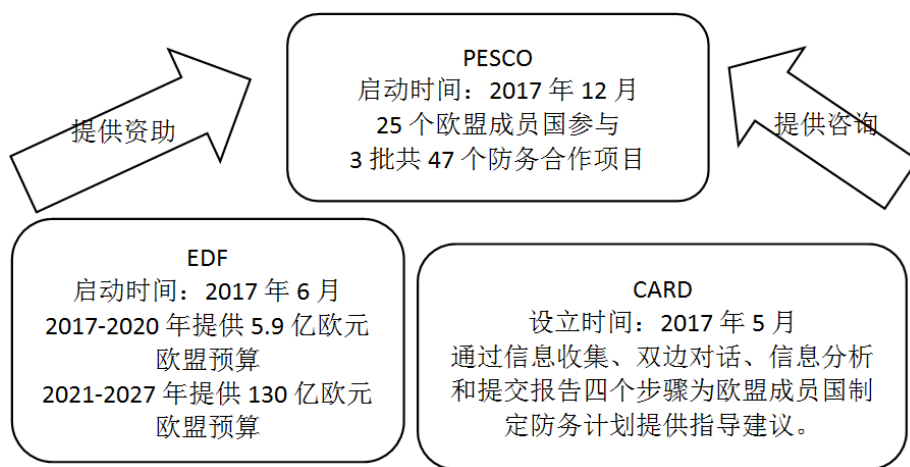 PESCO
启动时间：2017 年 12 月
25 个欧盟成员国参与
3 批共 47 个防务合作项目
提供资助
提供咨询
EDF
启动时间：2017 年 6 月
2017-2020 年提供 5.9 亿欧元
欧盟预算
2021-2027 年提供 130 亿欧元
欧盟预算
CARD
设立时间：2017 年 5 月
通过信息收集、双边对话、信息分析
和提交报告四个步骤为欧盟成员国制
定防务计划提供指导建议。